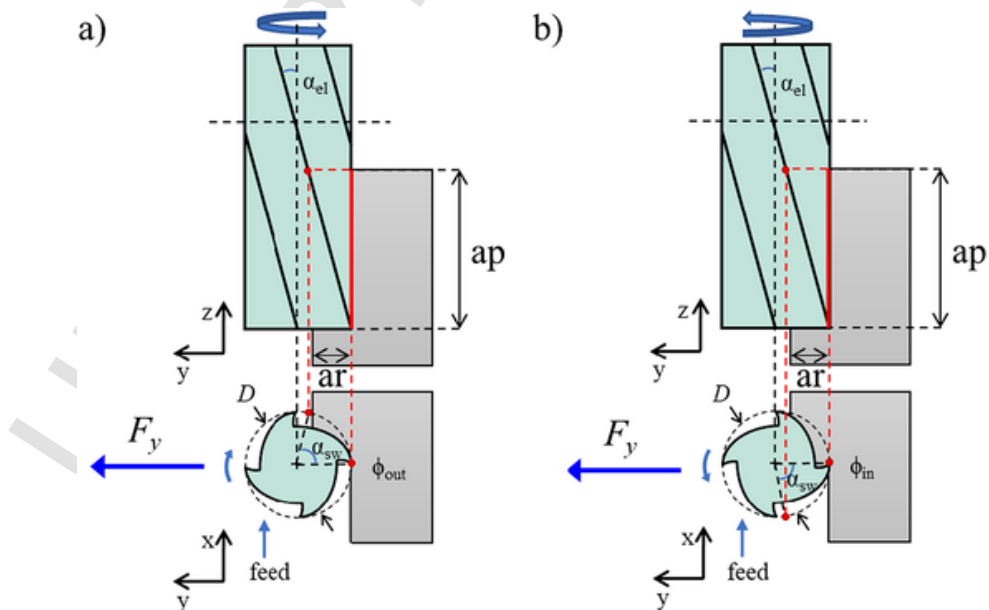 a)
α_el
ap
z
y
ar
D
F_y
α_sw
ϕ_out
x
feed
y
b)
α_el
ap
z
y
ar
D
F_y
α_sw
ϕ_in
x
feed
y